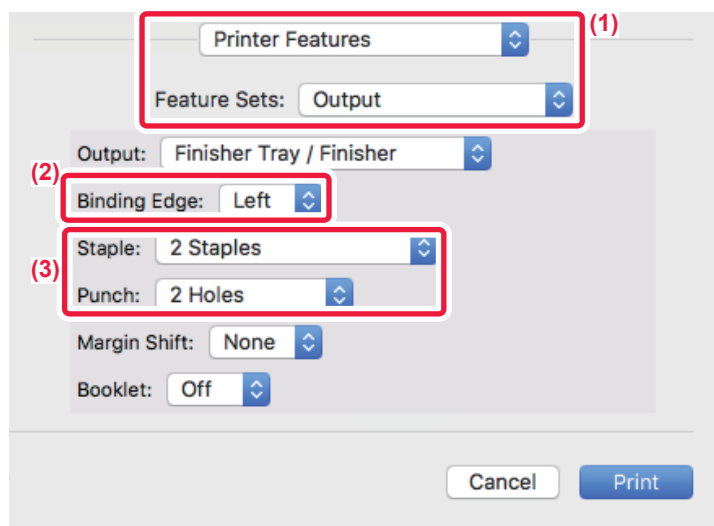 Printer Features
(1)
Feature Sets: Output
Output: Finisher Tray / Finisher
(2)
Binding Edge: Left
Staple: 2 Staples
(3)
Punch: 2 Holes
Margin Shift: None
Booklet: Off
Cancel Print